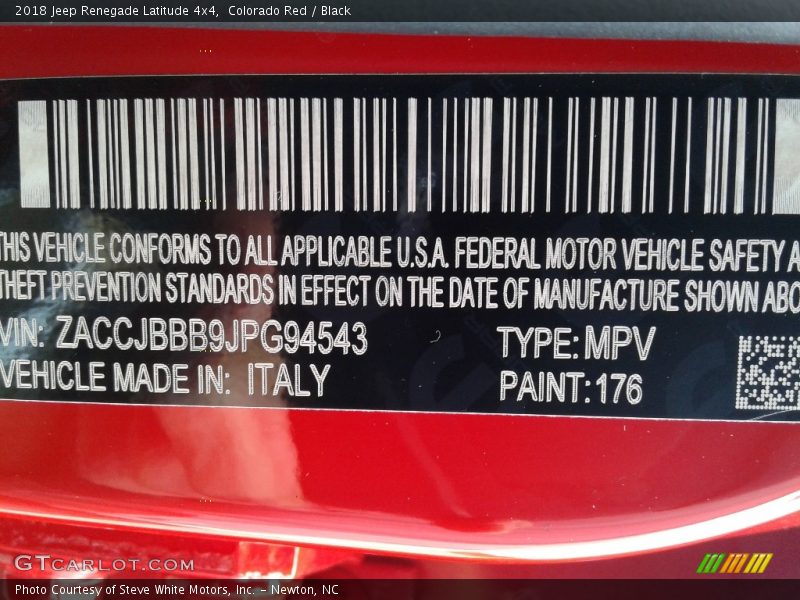 2018 Jeep Renegade Latitude 4x4,  Colorado Red / Black
THIS VEHICLE CONFORMS TO ALL APPLICABLE U.S.A. FEDERAL MOTOR VEHICLE SAFETY A
THEFT PREVENTION STANDARDS IN EFFECT ON THE DATE OF MANUFACTURE SHOWN ABO
VIN: ZACCJBBB9JPG94543 TYPE: MPV
VEHICLE MADE IN: ITALY PAINT: 176
GTCARLOT.COM
Photo Courtesy of Steve White Motors, Inc. – Newton, NC